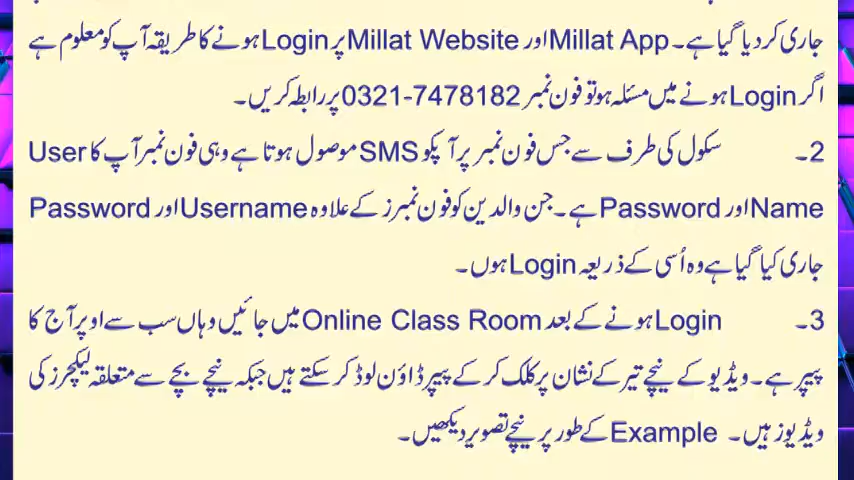 جاری کر دیا گیا ہے۔ Millat App اور Millat Website پر Login ہونے کا طریقہ آپ کو معلوم ہے
اگر Login ہونے میں مسئلہ ہو تو فون نمبر 0321-7478182 پر رابطہ کریں۔
2۔ سکول کی طرف سے جس فون نمبر پر آپکو SMS موصول ہوتا ہے وہی فون نمبر آپ کا User
Name اور Password ہے۔ جن والدین کو فون نمبرز کے علاوہ Username اور Password
جاری کیا گیا ہے وہ اُسی کے ذریعہ Login ہوں۔
3۔ Login ہونے کے بعد Online Class Room میں جائیں وہاں سب سے اوپر آج کا
پیپر ہے۔ ویڈیو کے نیچے تیر کے نشان پر کلک کر کے پیپر ڈاؤن لوڈ کر سکتے ہیں جبکہ نیچے بچے سے متعلقہ لیکچرز کی
ویڈیوز ہیں۔ Example کے طور پر نیچے تصویر دیکھیں۔